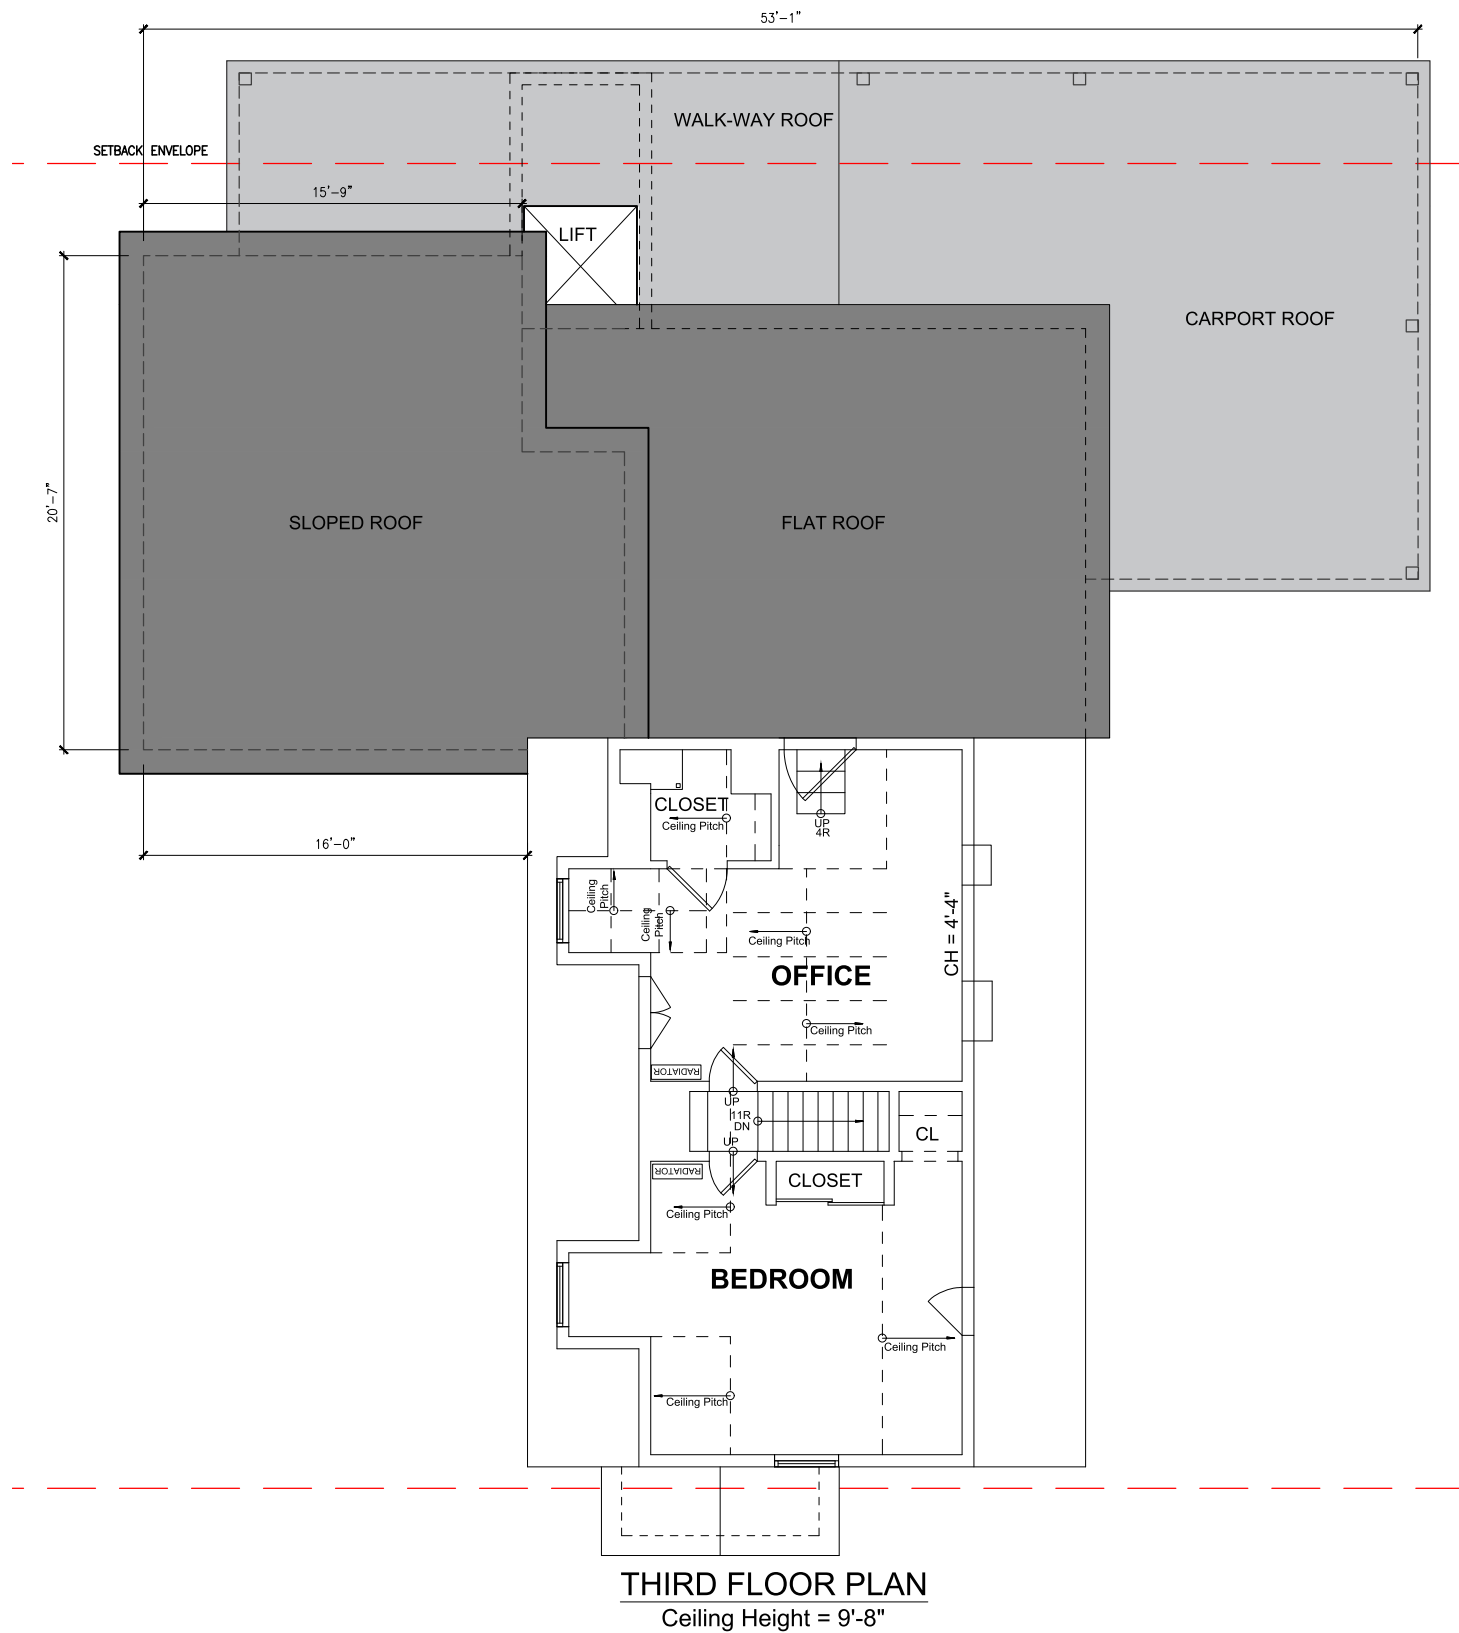 53'-1"
WALK-WAY ROOF
SETBACK ENVELOPE
15'-9"
LIFT
CARPORT ROOF
20'-7"
SLOPED ROOF
FLAT ROOF
CLOSET
Ceiling Pitch
UP
4R
16'-0"
Ceiling
Pitch
Ceiling
Pitch
Ceiling Pitch
CH = 4'-4"
OFFICE
Ceiling Pitch
RADIATOR
UP
11R
DN
UP
CL
RADIATOR
CLOSET
Ceiling Pitch
BEDROOM
Ceiling Pitch
Ceiling Pitch
THIRD FLOOR PLAN
Ceiling Height = 9'-8"